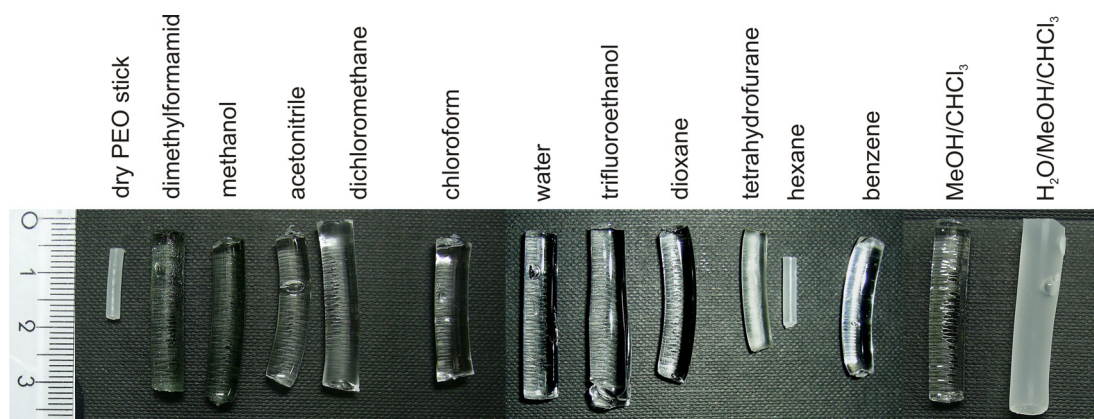 dry PEO stick
dimethylformamid
methanol
acetonitrile
dichloromethane
chloroform
water
trifluoroethanol
dioxane
tetrahydrofurane
hexane
benzene
MeOH/CHCl₃
H₂O/MeOH/CHCl₃
0
1
2
3